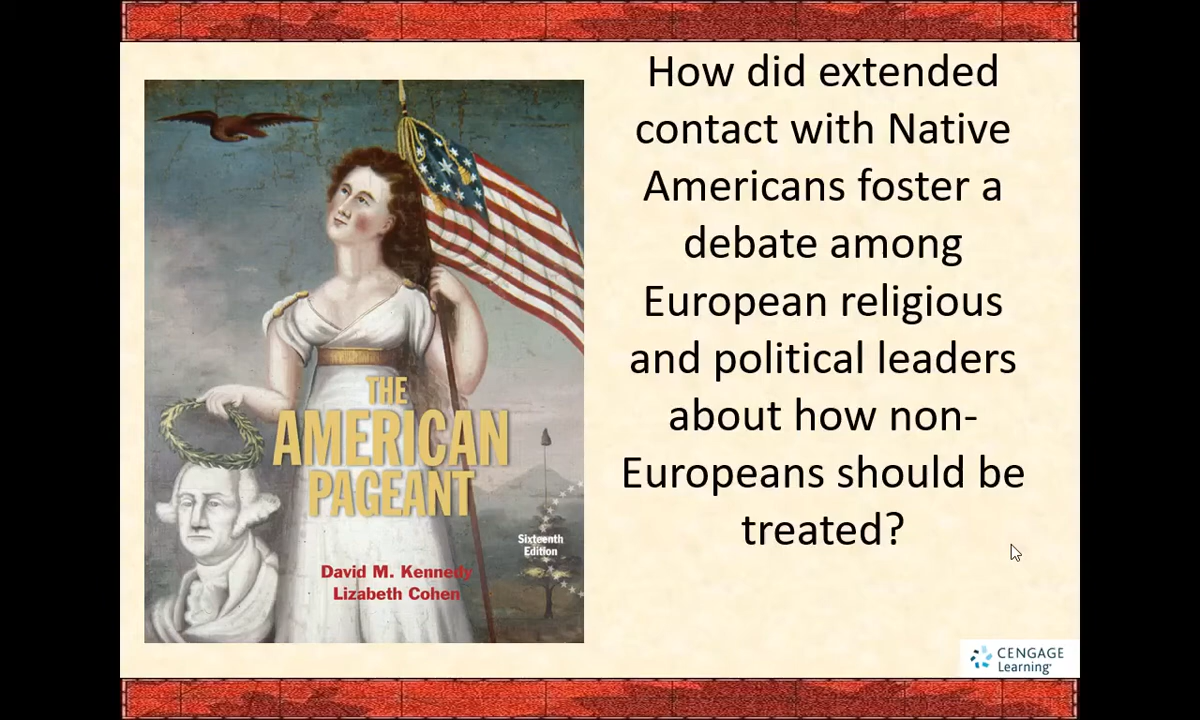 How did extended
contact with Native
Americans foster a
debate among
European religious
and political leaders
about how non-
Europeans should be
treated?
THE
AMERICAN
PAGEANT
Sixteenth
Edition
David M. Kennedy
Lizabeth Cohen
CENGAGE
Learning